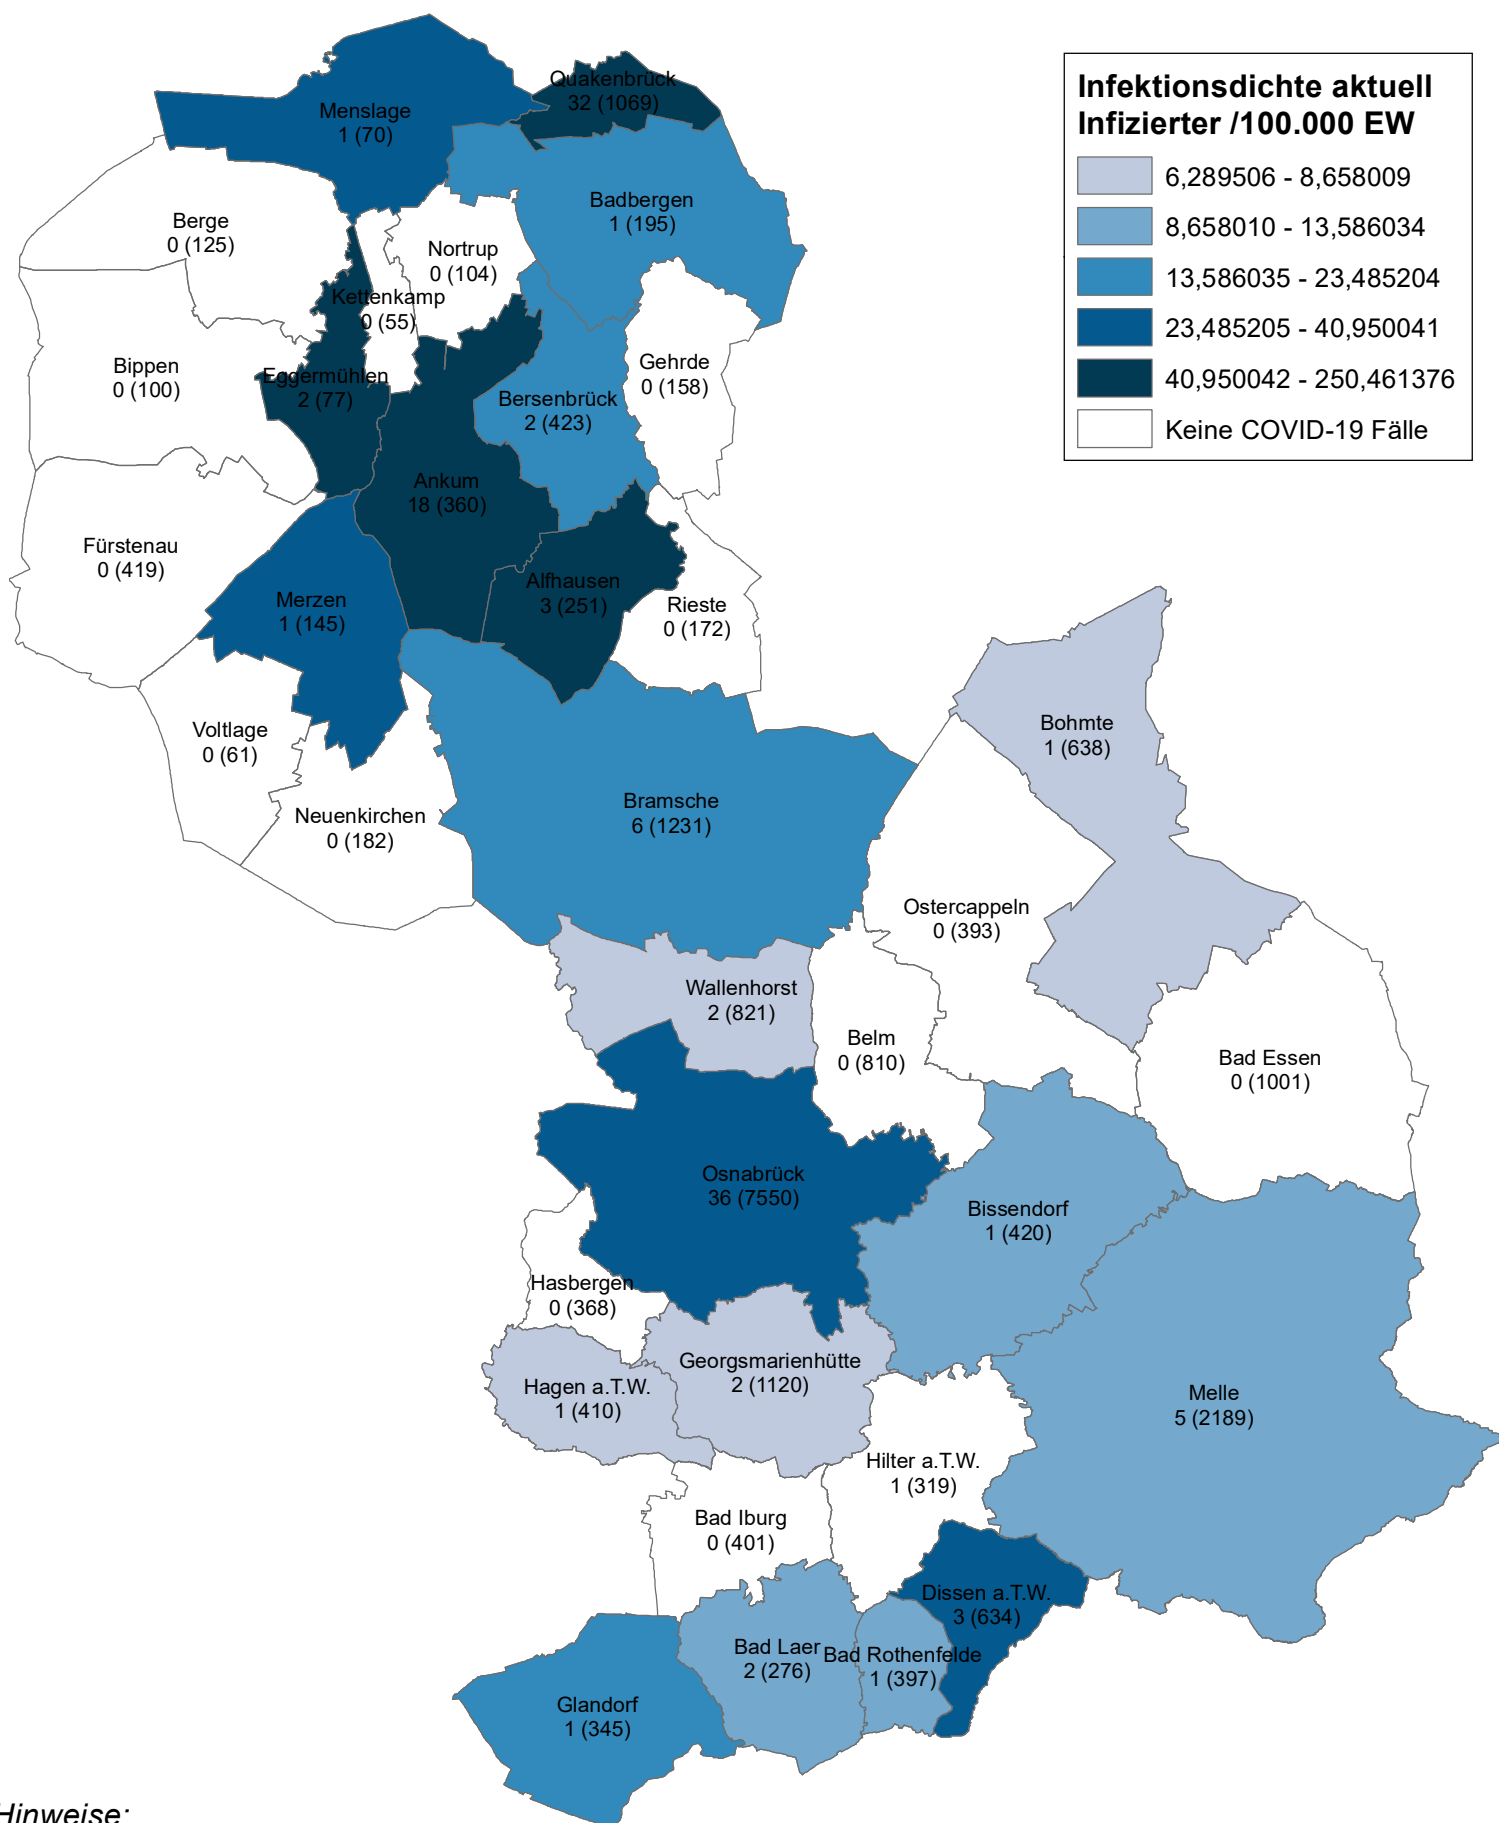 Infektionsdichte aktuell
Infizierter /100.000 EW
6,289506 - 8,658009
8,658010 - 13,586034
13,586035 - 23,485204
23,485205 - 40,950041
40,950042 - 250,461376
Keine COVID-19 Fälle
Quakenbrück
32 (1069)
Menslage
1 (70)
Badbergen
1 (195)
Berge
0 (125)
Nortrup
0 (104)
Kettenkamp
0 (55)
Bippen
0 (100)
Eggermühlen
2 (77)
Gehrde
0 (158)
Bersenbrück
2 (423)
Ankum
18 (360)
Fürstenau
0 (419)
Alfhausen
3 (251)
Merzen
1 (145)
Rieste
0 (172)
Voltlage
0 (61)
Bohmte
1 (638)
Bramsche
6 (1231)
Neuenkirchen
0 (182)
Ostercappeln
0 (393)
Wallenhorst
2 (821)
Belm
0 (810)
Bad Essen
0 (1001)
Osnabrück
36 (7550)
Bissendorf
1 (420)
Hasbergen
0 (368)
Georgsmarienhütte
2 (1120)
Hagen a.T.W.
1 (410)
Melle
5 (2189)
Hilter a.T.W.
1 (319)
Bad Iburg
0 (401)
Dissen a.T.W.
3 (634)
Bad Laer
2 (276)
Bad Rothenfelde
1 (397)
Glandorf
1 (345)
Hinweise: